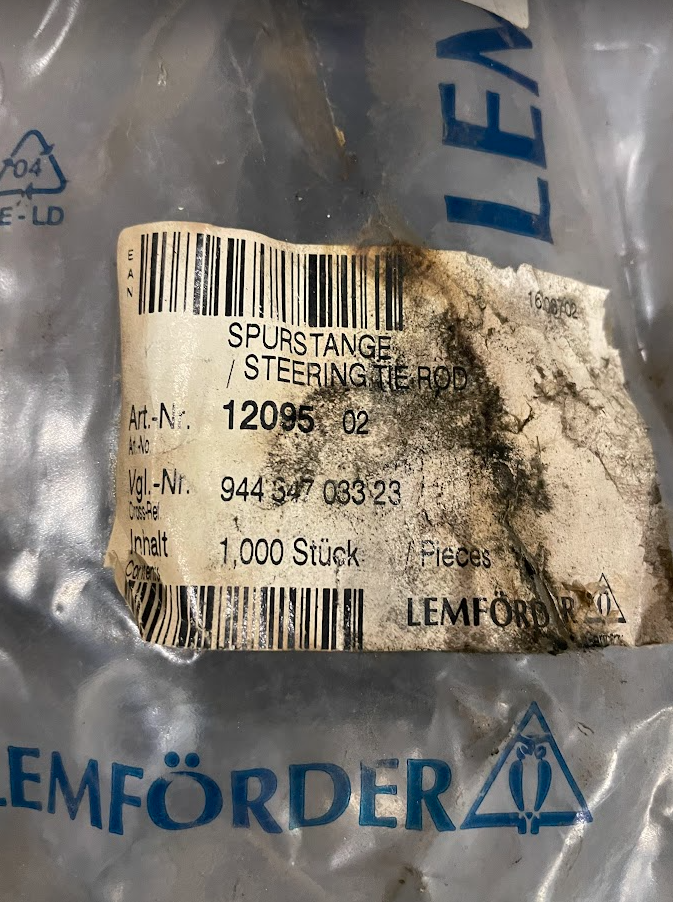 LEM
04
E-LD
EAN
SPURSTANGE
/ STEERING TIE-ROD
Art.-Nr. 12095 02
Art-No
Vgl.-Nr. 944 347 033 23
Cross-Ref
Inhalt 1,000 Stück / Pieces
Contents
LEMFÖRDER
LEMFÖRDER